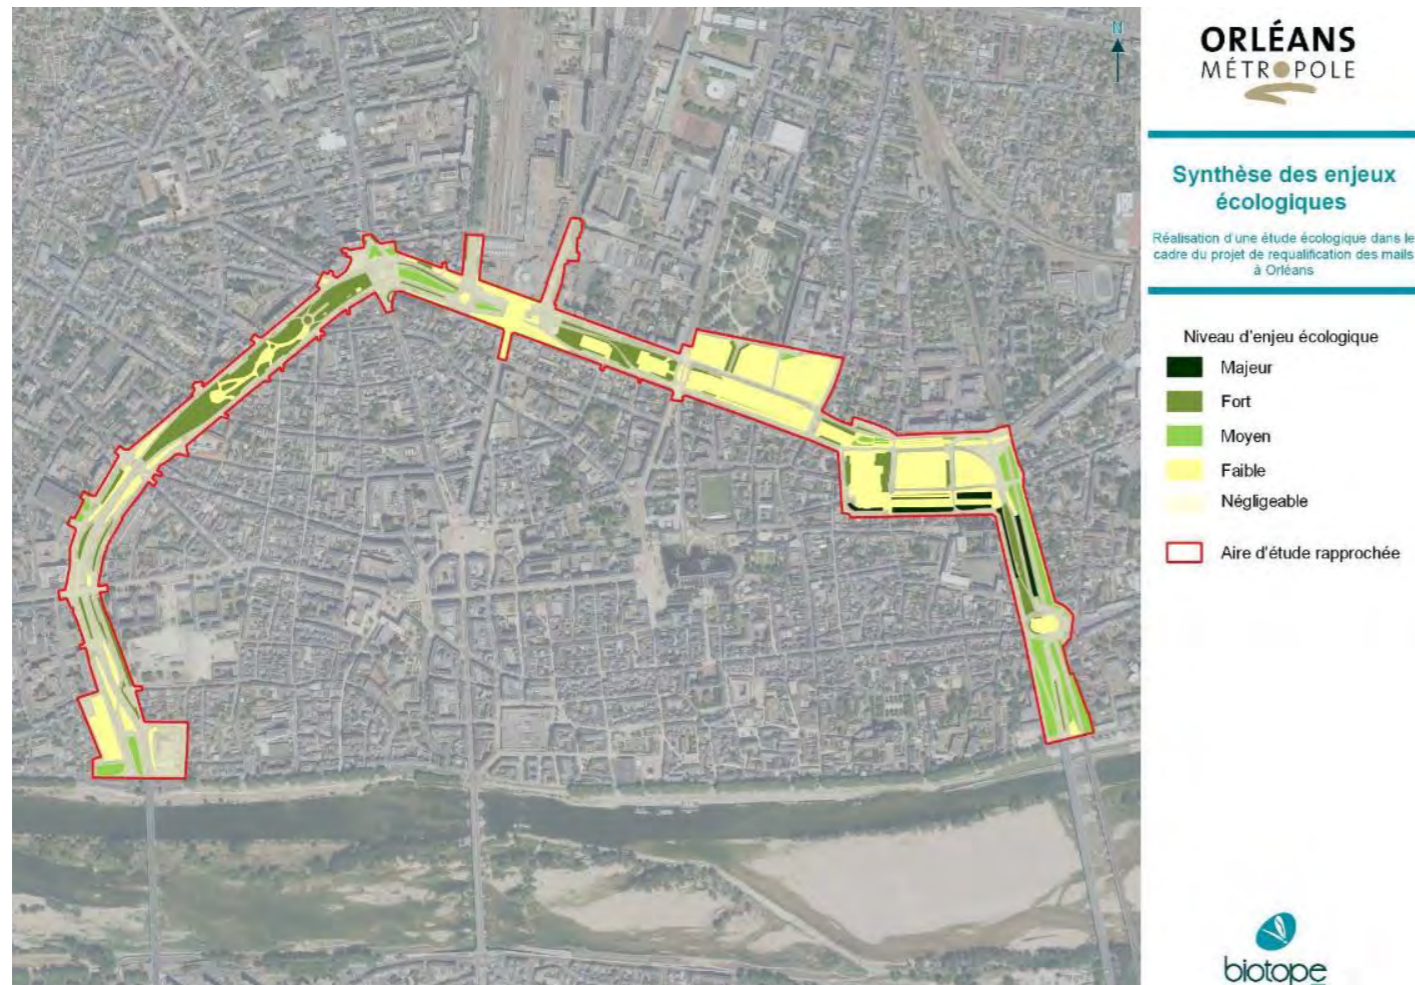 N
ORLÉANS
MÉTROPOLE
Synthèse des enjeux
écologiques
Réalisation d'une étude écologique dans le
cadre du projet de requalification des mails
à Orléans
Niveau d'enjeu écologique
Majeur
Fort
Moyen
Faible
Négligeable
Aire d'étude rapprochée
biotope